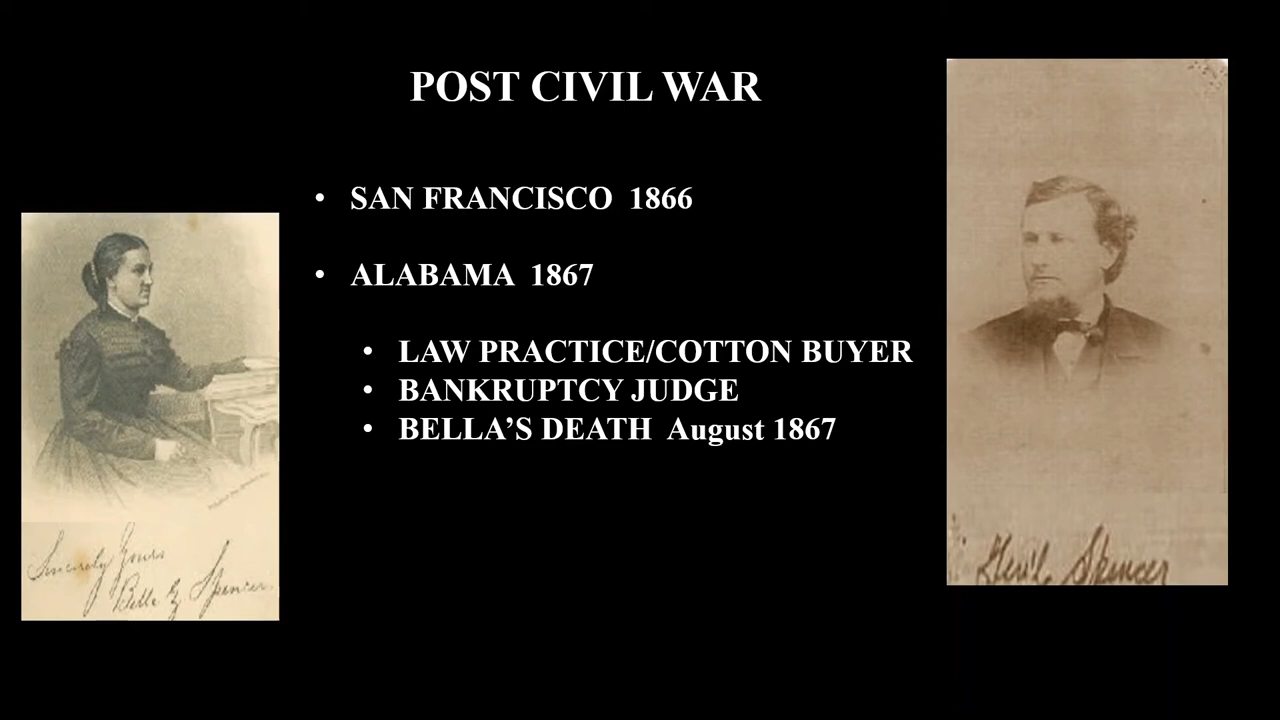 POST CIVIL WAR
• SAN FRANCISCO 1866
• ALABAMA 1867
• LAW PRACTICE/COTTON BUYER
• BANKRUPTCY JUDGE
• BELLA’S DEATH August 1867
Sincerely Yours
Belle Z Spencer
Gen'l. Spencer